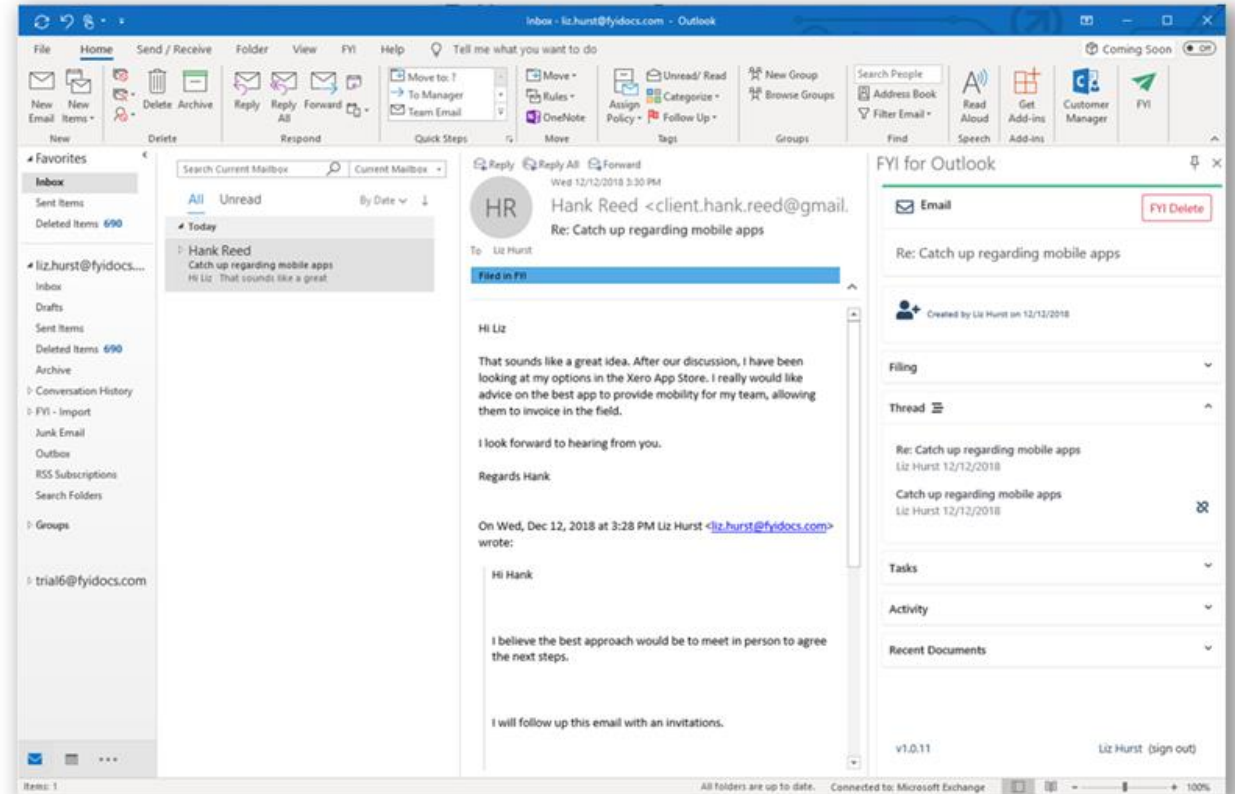 Inbox - liz.hurst@fyidocs.com - Outlook
File Home Send / Receive Folder View FYI Help Tell me what you want to do Coming Soon Off
New Email
New Items
Delete
Archive
Reply
Reply All
Forward
Move to: ?
To Manager
Team Email
Move
Rules
OneNote
Assign Policy
Unread/ Read
Categorize
Follow Up
New Group
Browse Groups
Search People
Address Book
Filter Email
Read Aloud
Get Add-ins
Customer Manager
FYI
New Delete Respond Quick Steps Move Tags Groups Find Speech Add-ins
Favorites
Inbox
Sent Items
Deleted Items 690
liz.hurst@fyidocs....
Inbox
Drafts
Sent Items
Deleted Items 690
Archive
Conversation History
FYI - Import
Junk Email
Outbox
RSS Subscriptions
Search Folders
Groups
trial6@fyidocs.com
Search Current Mailbox Current Mailbox
All Unread By Date
Today
Hank Reed
Catch up regarding mobile apps
Hi Liz That sounds like a great
Reply Reply All Forward
Wed 12/12/2018 3:30 PM
HR
Hank Reed <client.hank.reed@gmail.
Re: Catch up regarding mobile apps
To Liz Hurst
Filed in FYI
Hi Liz
That sounds like a great idea. After our discussion, I have been
looking at my options in the Xero App Store. I really would like
advice on the best app to provide mobility for my team, allowing
them to invoice in the field.
I look forward to hearing from you.
Regards Hank
On Wed, Dec 12, 2018 at 3:28 PM Liz Hurst <liz.hurst@fyidocs.com>
wrote:
Hi Hank
I believe the best approach would be to meet in person to agree
the next steps.
I will follow up this email with an invitations.
FYI for Outlook
Email FYI Delete
Re: Catch up regarding mobile apps
Created by Liz Hurst on 12/12/2018
Filing
Thread
Re: Catch up regarding mobile apps
Liz Hurst 12/12/2018
Catch up regarding mobile apps
Liz Hurst 12/12/2018
Tasks
Activity
Recent Documents
v1.0.11 Liz Hurst (sign out)
Items: 1 All folders are up to date. Connected to: Microsoft Exchange 100%